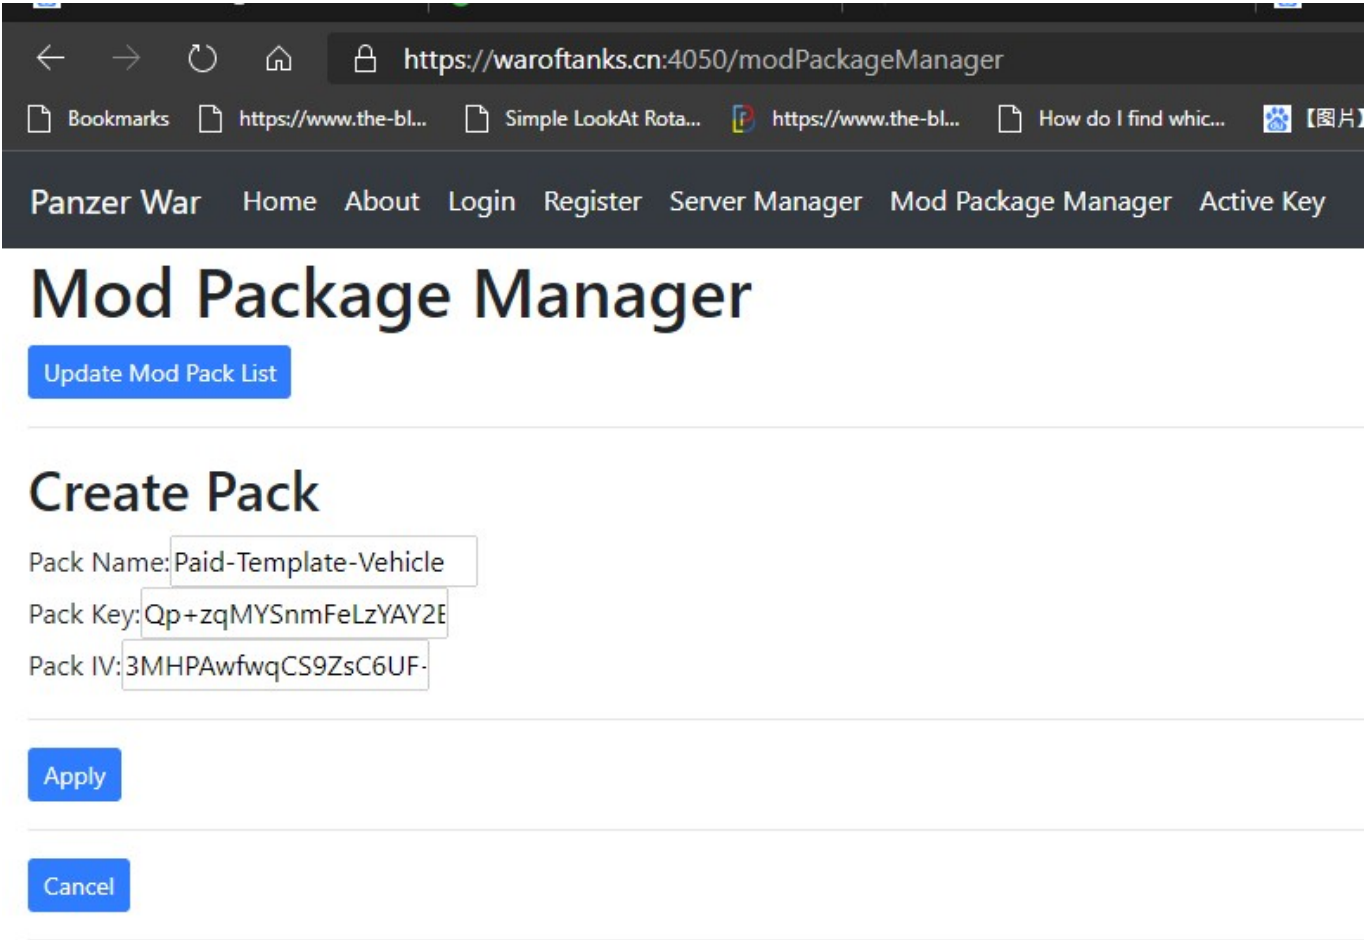 https://waroftanks.cn:4050/modPackageManager
Bookmarks https://www.the-bl... Simple LookAt Rota... https://www.the-bl... How do I find whic... 【图片】
Panzer War Home About Login Register Server Manager Mod Package Manager Active Key
Mod Package Manager
Update Mod Pack List
Create Pack
Pack Name: Paid-Template-Vehicle
Pack Key: Qp+zqMYSnmFeLzYAY2E
Pack IV: 3MHPAwfwqCS9ZsC6UF-
Apply
Cancel